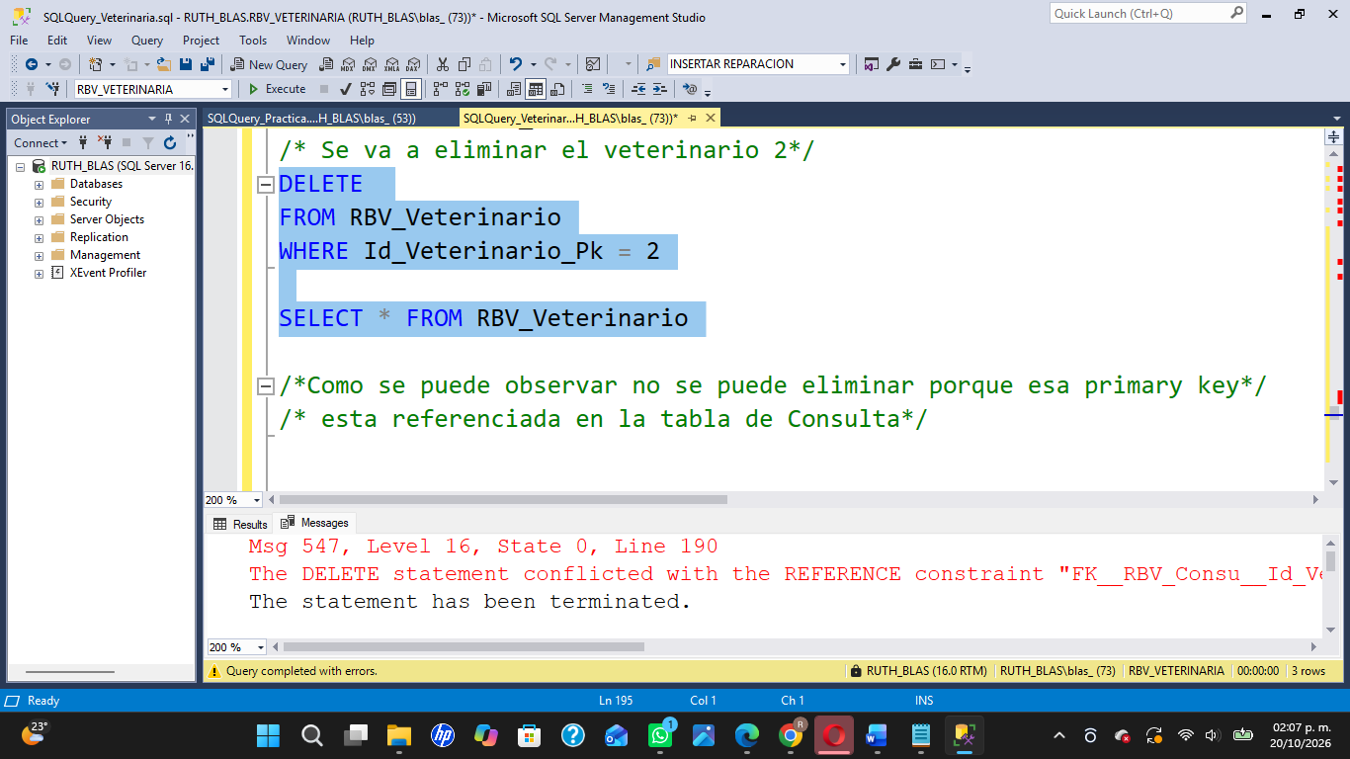 SQLQuery_Veterinaria.sql - RUTH_BLAS.RBV_VETERINARIA (RUTH_BLAS\blas_ (73))* - Microsoft SQL Server Management Studio
Quick Launch (Ctrl+Q)
File Edit View Query Project Tools Window Help
New Query MDX DMX XMLA DAX INSERTAR REPARACION
RBV_VETERINARIA Execute
Object Explorer
SQLQuery_Practica....H_BLAS\blas_ (53))
SQLQuery_Veterinar...H_BLAS\blas_ (73))*
Connect
RUTH_BLAS (SQL Server 16.
Databases
Security
Server Objects
Replication
Management
XEvent Profiler
/* Se va a eliminar el veterinario 2*/
DELETE
FROM RBV_Veterinario
WHERE Id_Veterinario_Pk = 2
SELECT * FROM RBV_Veterinario
/*Como se puede observar no se puede eliminar porque esa primary key*/
/* esta referenciada en la tabla de Consulta*/
200 %
Results Messages
Msg 547, Level 16, State 0, Line 190
The DELETE statement conflicted with the REFERENCE constraint "FK__RBV_Consu__Id_Ve
The statement has been terminated.
200 %
Query completed with errors.
RUTH_BLAS (16.0 RTM) RUTH_BLAS\blas_ (73) RBV_VETERINARIA 00:00:00 3 rows
Ready Ln 195 Col 1 Ch 1 INS
23°
1
R
02:07 p. m.
20/10/2026